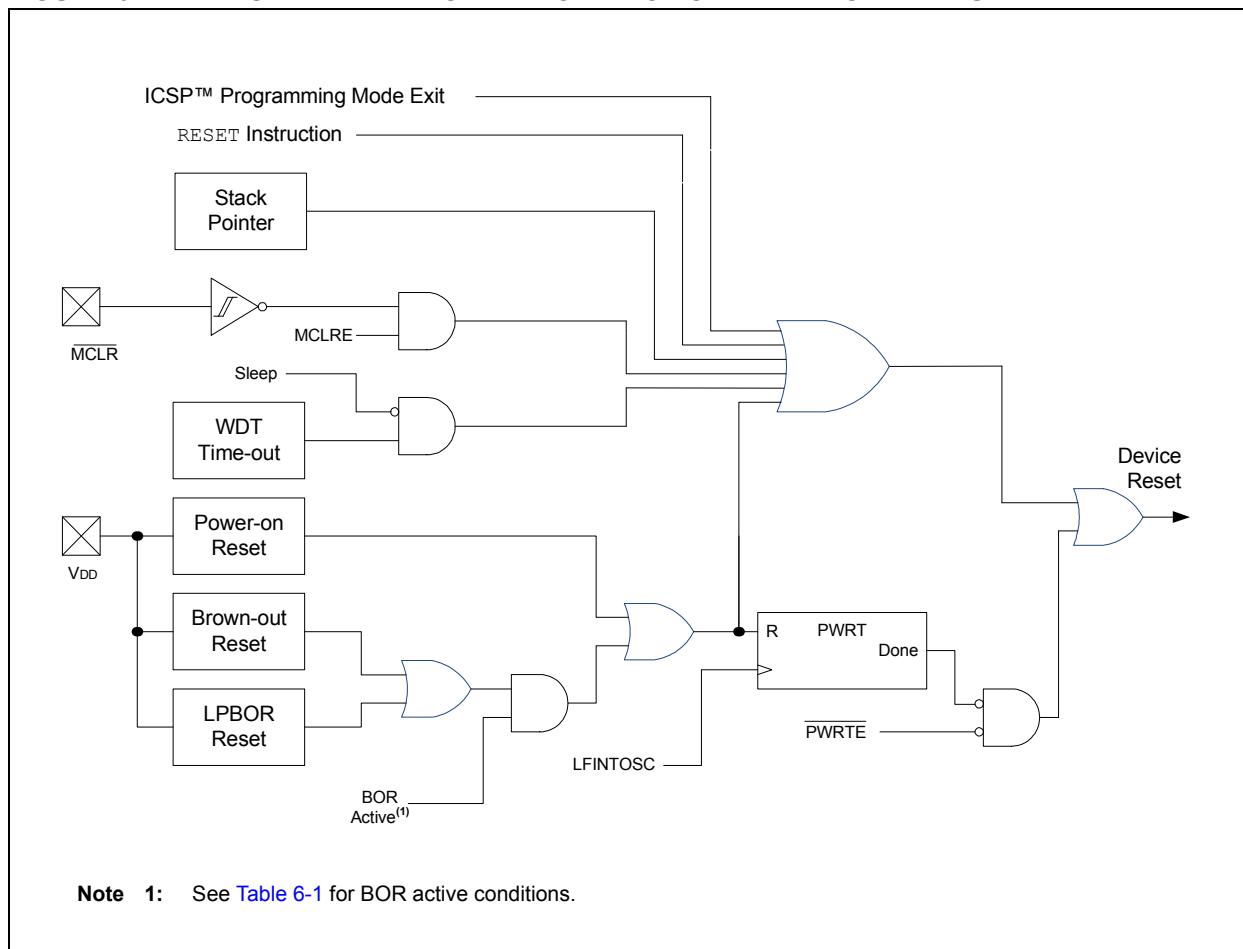 ICSP™ Programming Mode Exit
RESET Instruction
Stack
Pointer
MCLR
MCLRE
Sleep
WDT
Time-out
VDD
Power-on
Reset
Brown-out
Reset
LPBOR
Reset
BOR
Active(1)
LFINTOSC
R PWRT
Done
PWRTE
Device
Reset
Note 1: See Table 6-1 for BOR active conditions.